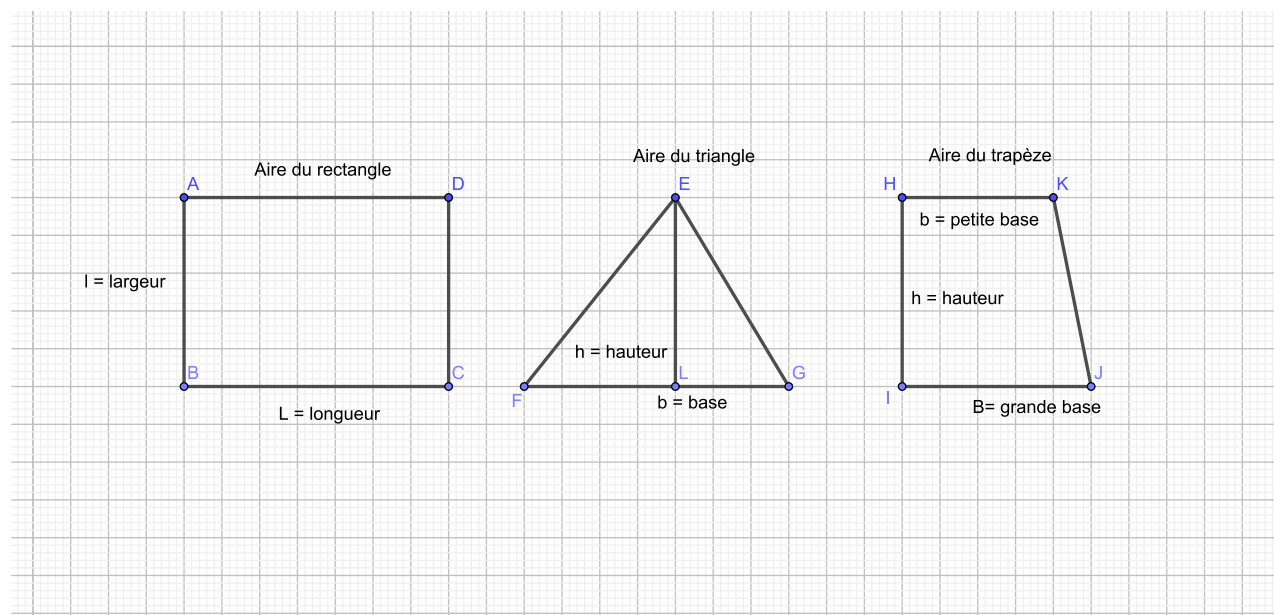 Aire du rectangle
A
D
l = largeur
B
C
L = longueur
Aire du triangle
E
h = hauteur
F
L
G
b = base
Aire du trapèze
H
K
b = petite base
h = hauteur
I
J
B= grande base